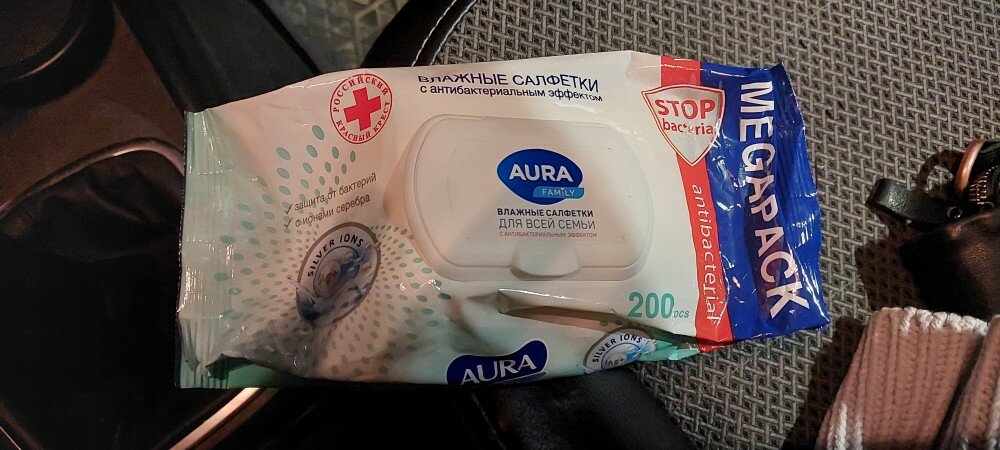 ВЛАЖНЫЕ САЛФЕТКИ
с антибактериальным эффектом
РОССИЙСКИЙ
КРАСНЫЙ КРЕСТ
STOP
bacteria
MEGAPACK
antibacterial
AURA
FAMILY
ВЛАЖНЫЕ САЛФЕТКИ
ДЛЯ ВСЕЙ СЕМЬИ
С АНТИБАКТЕРИАЛЬНЫМ ЭФФЕКТОМ
защита от бактерий
с ионами серебра
SILVER IONS
200 pcs
AURA
SILVER IONS